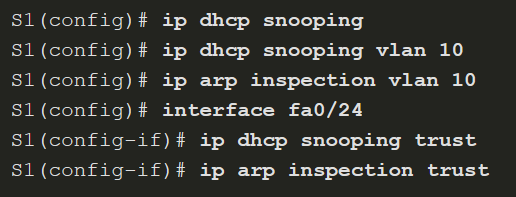 S1(config)# ip dhcp snooping
S1(config)# ip dhcp snooping vlan 10
S1(config)# ip arp inspection vlan 10
S1(config)# interface fa0/24
S1(config-if)# ip dhcp snooping trust
S1(config-if)# ip arp inspection trust